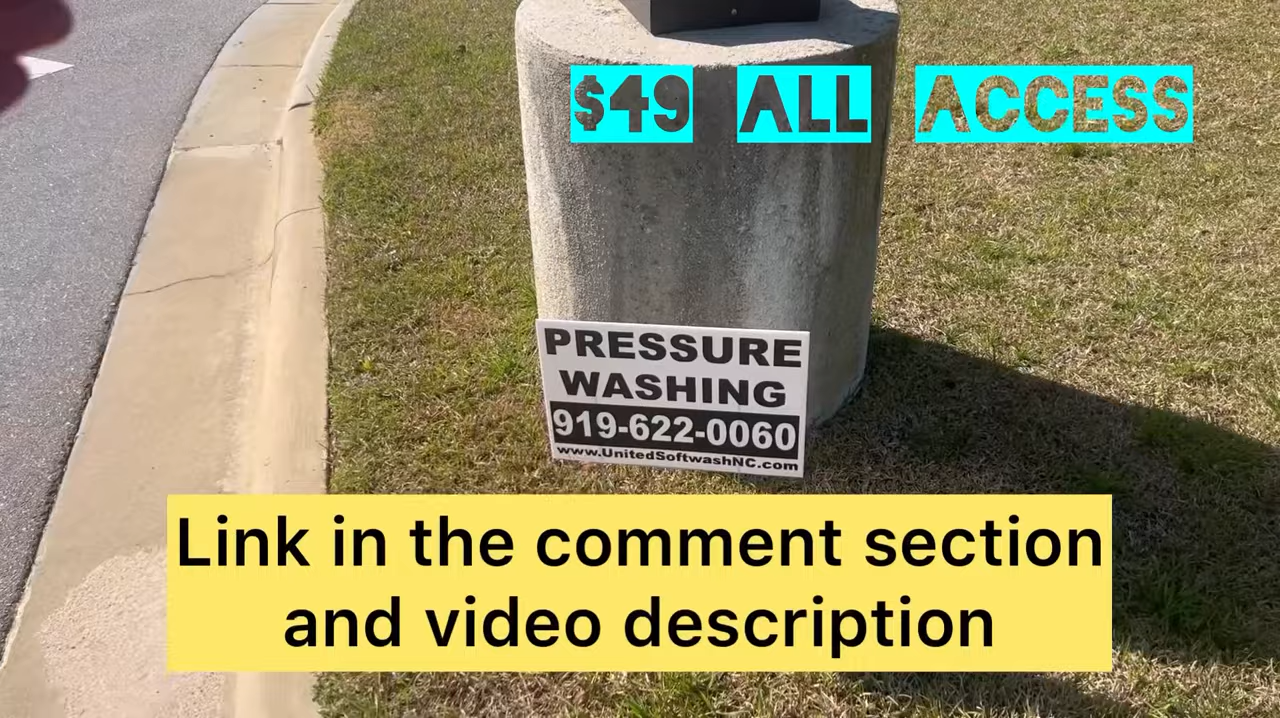 $49 ALL ACCESS
PRESSURE
WASHING
919-622-0060
www.UnitedSoftwashNC.com
Link in the comment section
and video description